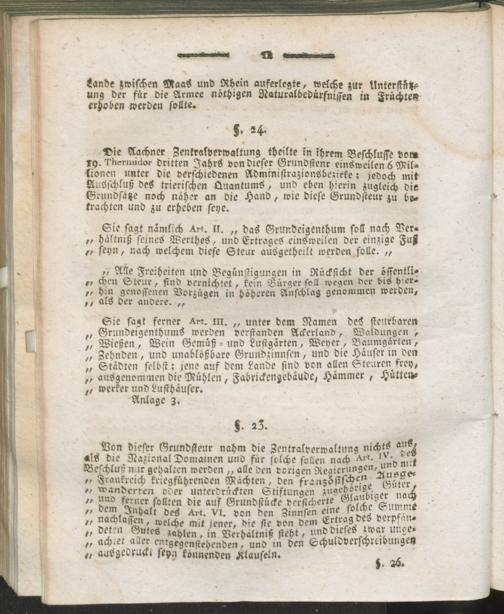 Lande zwischen Maas und Rhein auferlegte, welche zur Unterstütz-
ung der für die Armee nöthigen Naturalbedürfnissen in Früchten
erhoben werden sollte.
§. 24.
Die Aachner Zentralverwaltung theilte in ihrem Beschlusse vom
19. Thermidor dritten Jahrs von dieser Grundsteur einsweilen 6 Mil-
lionen unter die verschiedenen Administrazionsbezirke; jedoch mit
Ausschluß des trierischen Quantums, und eben hierin zugleich die
Grundsätze noch näher an die Hand, wie diese Grundsteur zu be-
trachten und zu erheben seye.
Sie sagt nämlich Art. II. „ das Grundeigenthum soll nach Ver-
„ hältniß seines Werthes, und Ertrages einsweilen der einzige Fuß
„ seyn, nach welchem diese Steur ausgetheilt werden solle. „
„ Alle Freiheiten und Begünstigungen in Rücksicht der öffentli-
„ chen Steur, sind vernichtet, kein Bürger soll wegen der bis hier-
„ hin genossenen Vorzügen in höheren Anschlag genommen werden,
„ als der andere. „
Sie sagt ferner Art. III. „ unter dem Namen des steurbaren
„ Grundeigenthums werden verstanden Ackerland, Waldungen,
„ Wießen, Wein Gemüß- und Lustgärten, Weyer, Baumgärten,
„ Zehnden, und unablößbare Grundzinnsen, und die Häuser in den
„ Städten selbst; jene auf dem Lande sind von allen Steuren frey,
„ ausgenommen die Mühlen, Fabrickengebäude, Hämmer, Hütten-
„ werker und Lusthäuser.
Anlage 3.
§. 25.
Von dieser Grundsteur nahm die Zentralverwaltung nichts aus,
als die Nazional Domainen und für solche sollen nach Art. IV. des
Beschluß nur gehalten werden „ alle den vorigen Regierungen, und mit
„ Frankreich kriegführenden Mächten, den französischen Ausge-
„ wanderten oder unterdrückten Stiftungen zugehörige Güter,
„ und ferner sollten die auf Grundstücke versicherte Glaubiger nach
„ dem Inhalt des Art. VI. von den Zinnsen eine solche Summe
„ nachlassen, welche mit jener, die sie von dem Ertrag des verpfän-
„ deten Gutes zahlen, in Verhältniß steht, und dieses zwar unge-
„ achtet aller entgegenstehenden, und in den Schuldverschreibungen
„ ausgedruckt seyn könnenden Klauseln.
§. 26.